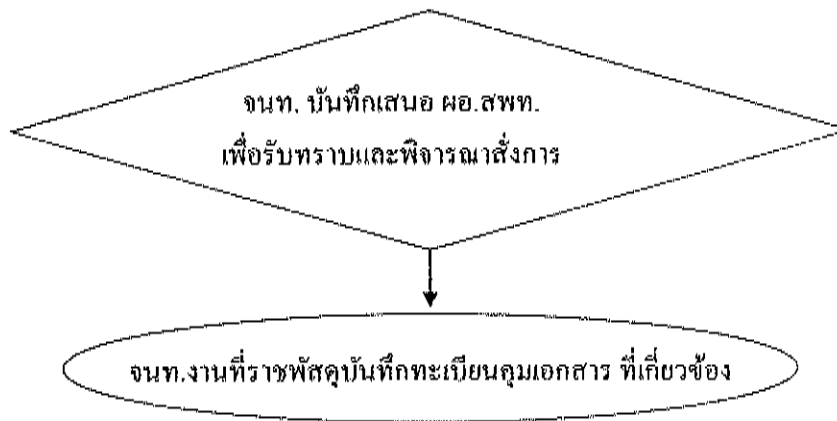 จนท. บันทึกเสนอ ผอ.สพท.
เพื่อรับทราบและพิจารณาสั่งการ
จนท.งานที่ราชพัสดุบันทึกทะเบียนคุมเอกสาร ที่เกี่ยวข้อง